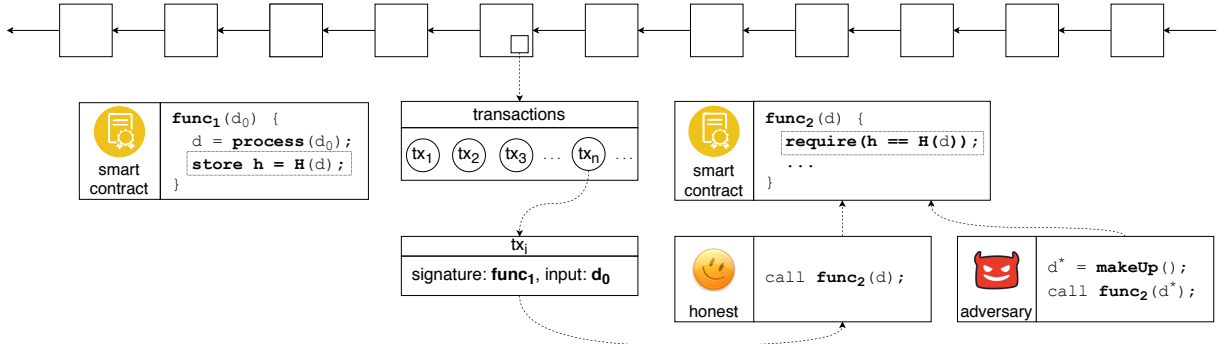 func1(d0) {
d = process(d0);
store h = H(d);
}
smart
contract
transactions
tx1 tx2 tx3 ... txn ...
txi
signature: func1, input: d0
func2(d) {
require(h == H(d));
...
}
smart
contract
call func2(d);
honest
d* = makeUp();
call func2(d*);
adversary